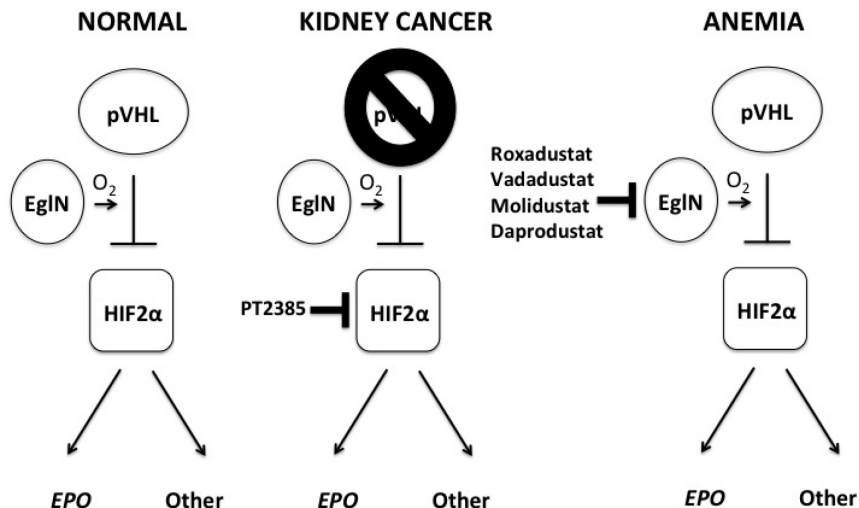 NORMAL
pVHL
EglN
O2
HIF2α
EPO
Other
KIDNEY CANCER
pVHL
EglN
O2
PT2385
HIF2α
EPO
Other
ANEMIA
pVHL
Roxadustat
Vadadustat
Molidustat
Daprodustat
EglN
O2
HIF2α
EPO
Other